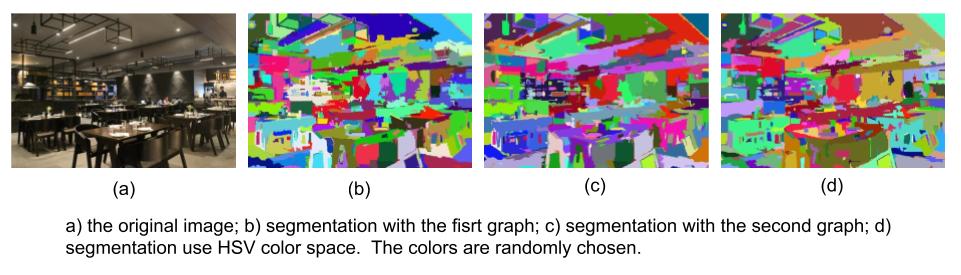 (a)
(b)
(c)
(d)
a) the original image; b) segmentation with the fisrt graph; c) segmentation with the second graph; d)
segmentation use HSV color space.  The colors are randomly chosen.